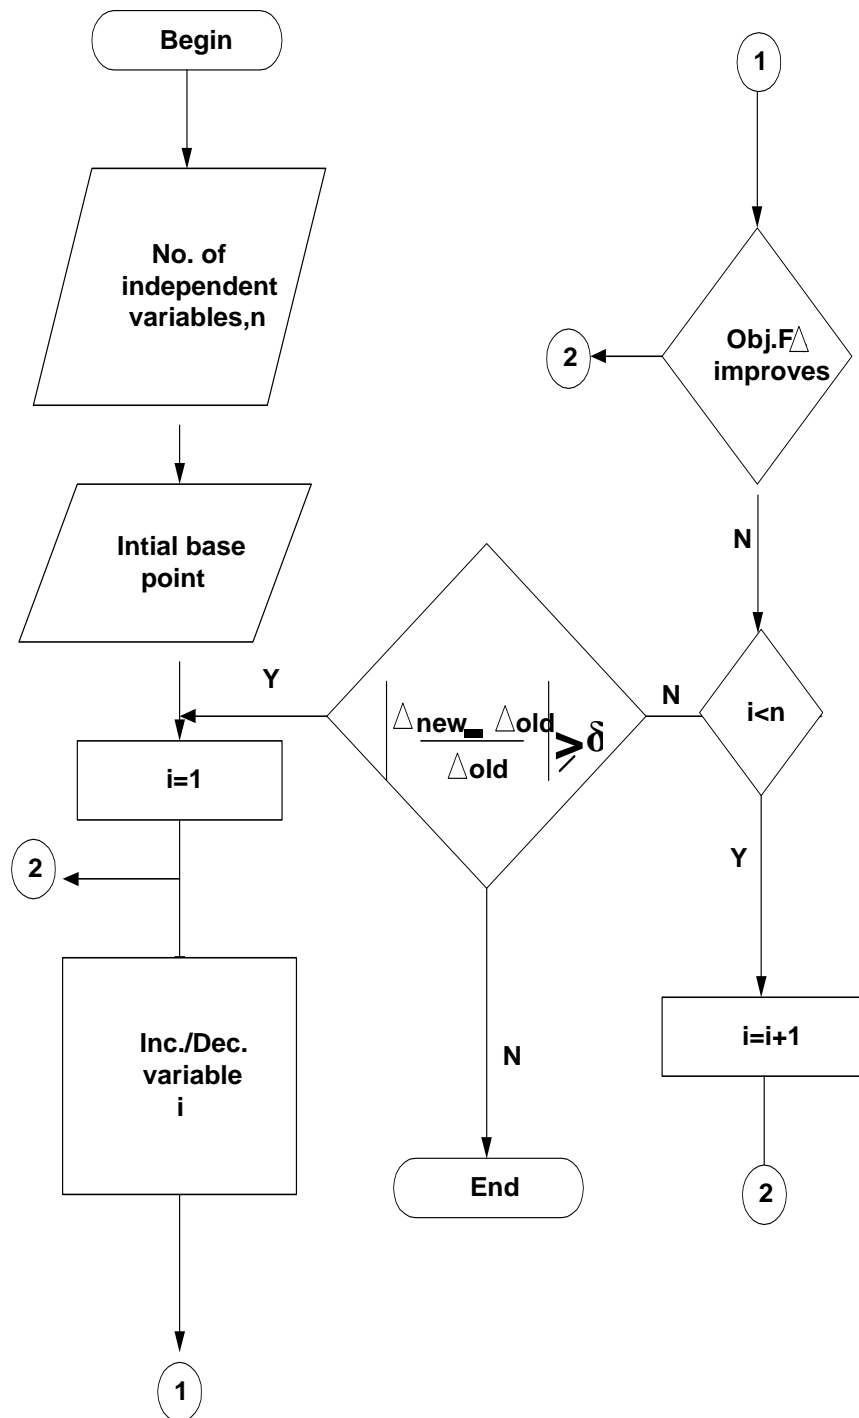 Begin
No. of
independent
variables,n
Intial base
point
i=1
2
Inc./Dec.
variable
i
1
1
Obj.F△
improves
2
N
i<n
N
Y
i=i+1
2
Y
|△new - △old| ⩾ δ
△old
N
End